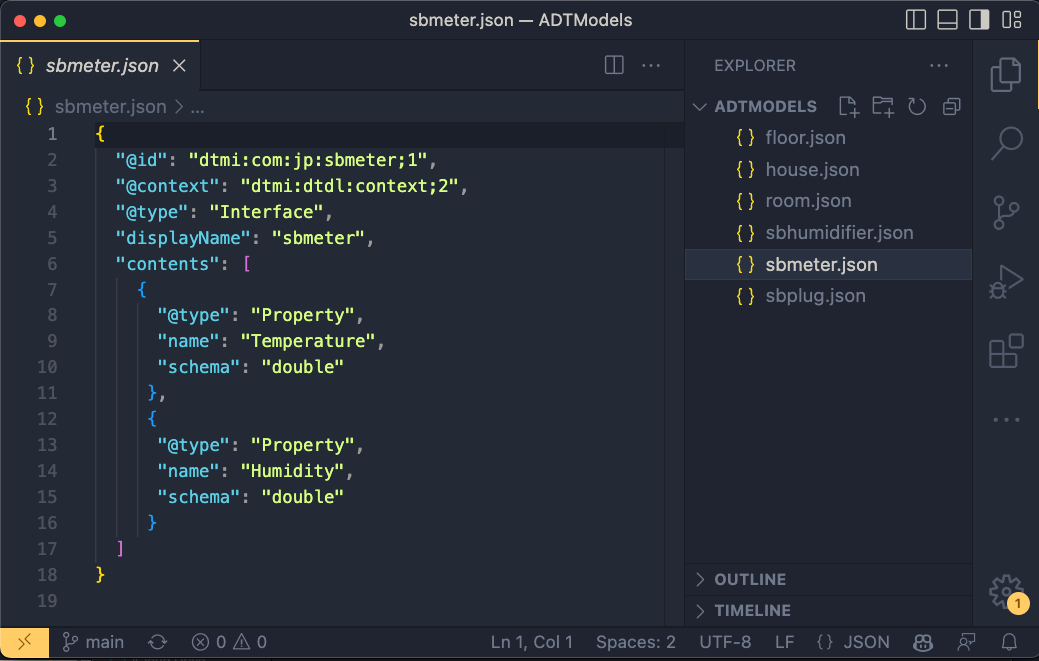 sbmeter.json — ADTModels
{ } sbmeter.json
{ } sbmeter.json > ...
1 {
2 "@id": "dtmi:com:jp:sbmeter;1",
3 "@context": "dtmi:dtdl:context;2",
4 "@type": "Interface",
5 "displayName": "sbmeter",
6 "contents": [
7 {
8 "@type": "Property",
9 "name": "Temperature",
10 "schema": "double"
11 },
12 {
13 "@type": "Property",
14 "name": "Humidity",
15 "schema": "double"
16 }
17 ]
18 }
19
EXPLORER
ADTMODELS
{ } floor.json
{ } house.json
{ } room.json
{ } sbhumidifier.json
{ } sbmeter.json
{ } sbplug.json
OUTLINE
TIMELINE
1
main 0 0 Ln 1, Col 1 Spaces: 2 UTF-8 LF { } JSON